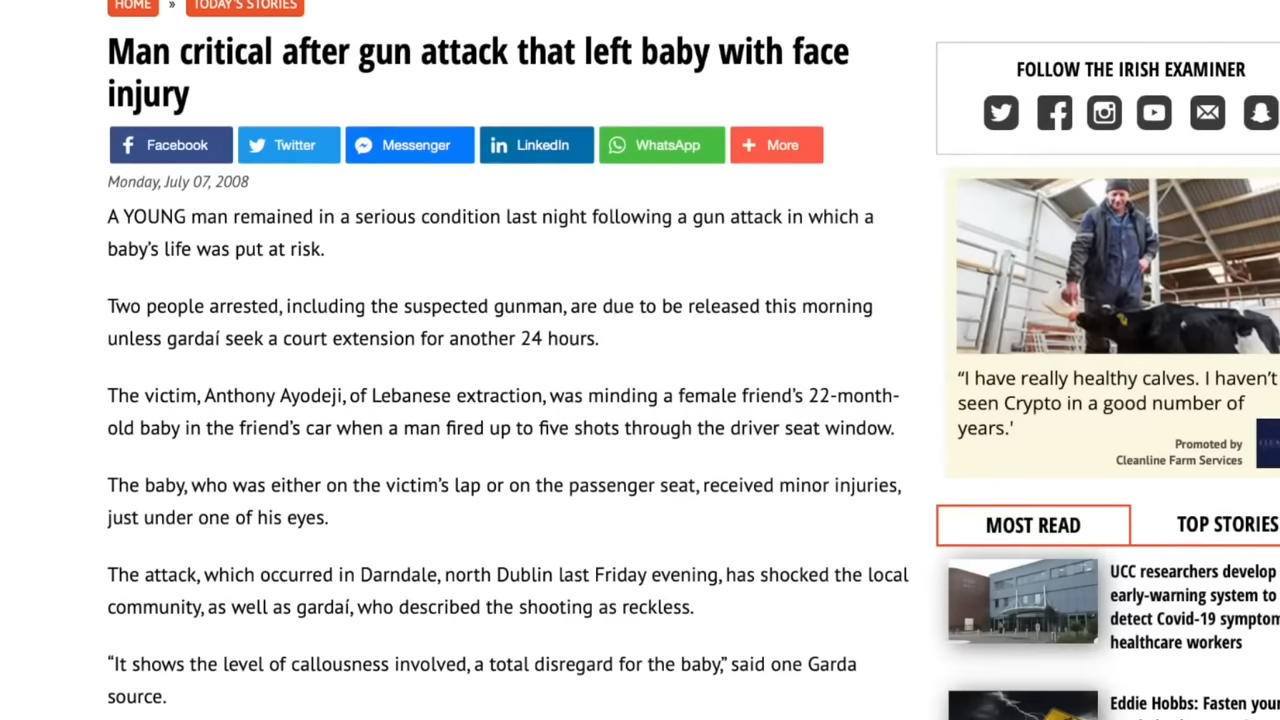 HOME » TODAY'S STORIES
Man critical after gun attack that left baby with face
injury
Facebook
Twitter
Messenger
LinkedIn
WhatsApp
More
Monday, July 07, 2008
A YOUNG man remained in a serious condition last night following a gun attack in which a
baby’s life was put at risk.
Two people arrested, including the suspected gunman, are due to be released this morning
unless gardaí seek a court extension for another 24 hours.
The victim, Anthony Ayodeji, of Lebanese extraction, was minding a female friend’s 22-month-
old baby in the friend’s car when a man fired up to five shots through the driver seat window.
The baby, who was either on the victim’s lap or on the passenger seat, received minor injuries,
just under one of his eyes.
The attack, which occurred in Darndale, north Dublin last Friday evening, has shocked the local
community, as well as gardaí, who described the shooting as reckless.
“It shows the level of callousness involved, a total disregard for the baby,” said one Garda
source.
FOLLOW THE IRISH EXAMINER
“I have really healthy calves. I haven’t
seen Crypto in a good number of
years.'
Promoted by
Cleanline Farm Services
MOST READ
TOP STORIES
UCC researchers develop
early-warning system to
detect Covid-19 symptom
healthcare workers
Eddie Hobbs: Fasten your